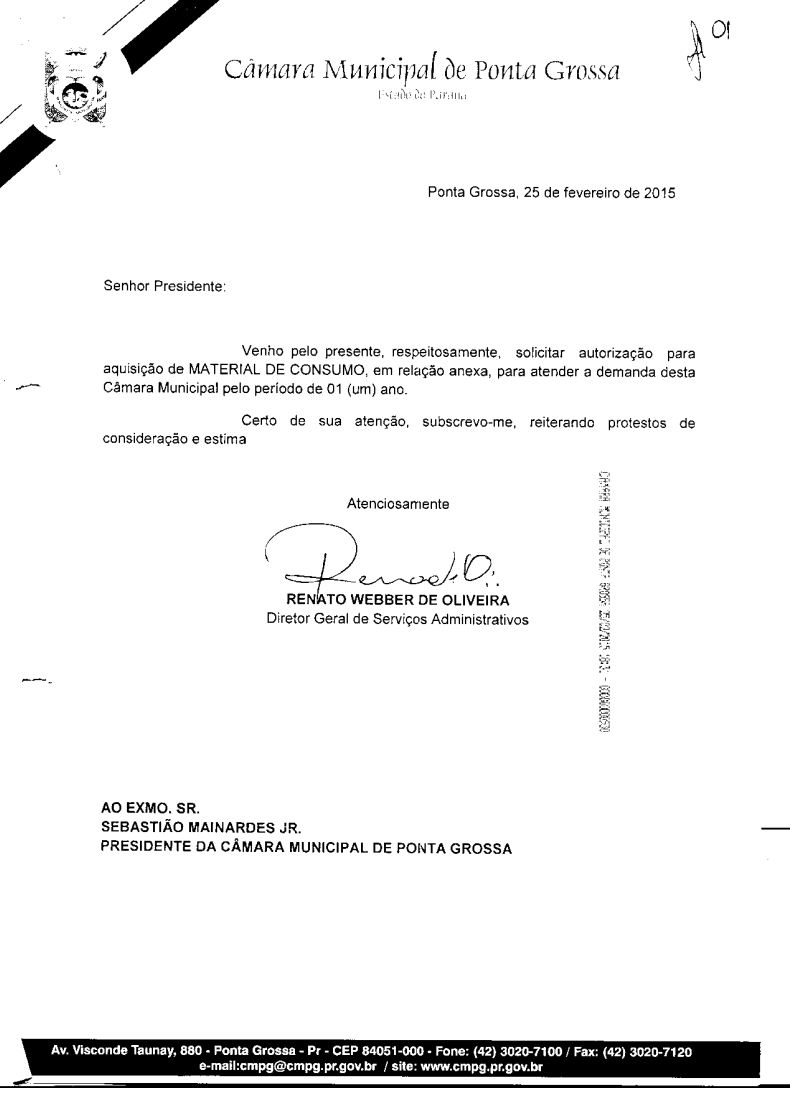 01
Câmara Municipal de Ponta Grossa
Estado do Paraná
Ponta Grossa, 25 de fevereiro de 2015
Senhor Presidente:
Venho pelo presente, respeitosamente, solicitar autorização para
aquisição de MATERIAL DE CONSUMO, em relação anexa, para atender a demanda desta
Câmara Municipal pelo período de 01 (um) ano.
Certo de sua atenção, subscrevo-me, reiterando protestos de
consideração e estima
Atenciosamente
RENATO WEBBER DE OLIVEIRA
Diretor Geral de Serviços Administrativos
CAMARA MUNICIPAL DE PONTA GROSSA
AO EXMO. SR.
SEBASTIÃO MAINARDES JR.
PRESIDENTE DA CÂMARA MUNICIPAL DE PONTA GROSSA
Av. Visconde Taunay, 880 - Ponta Grossa - Pr - CEP 84051-000 - Fone: (42) 3020-7100 / Fax: (42) 3020-7120
e-mail:cmpg@cmpg.pr.gov.br / site: www.cmpg.pr.gov.br